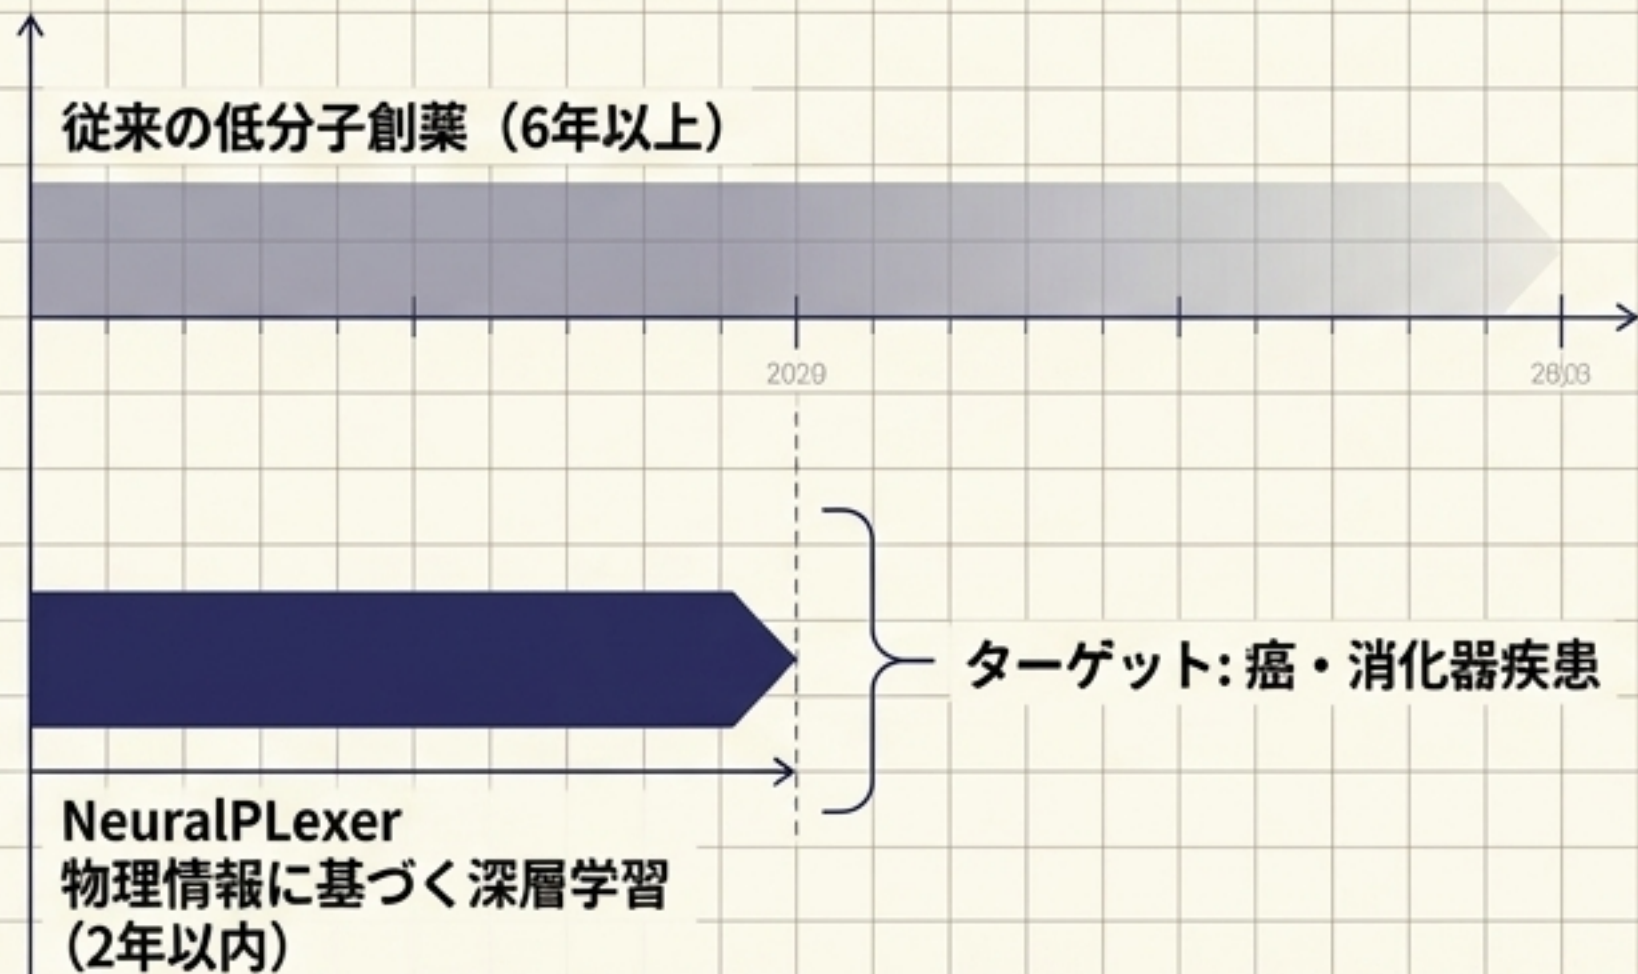 従来の低分子創薬（6年以上）
2029
ターゲット: 癌・消化器疾患
NeuralPLexer
物理情報に基づく深層学習
（2年以内）